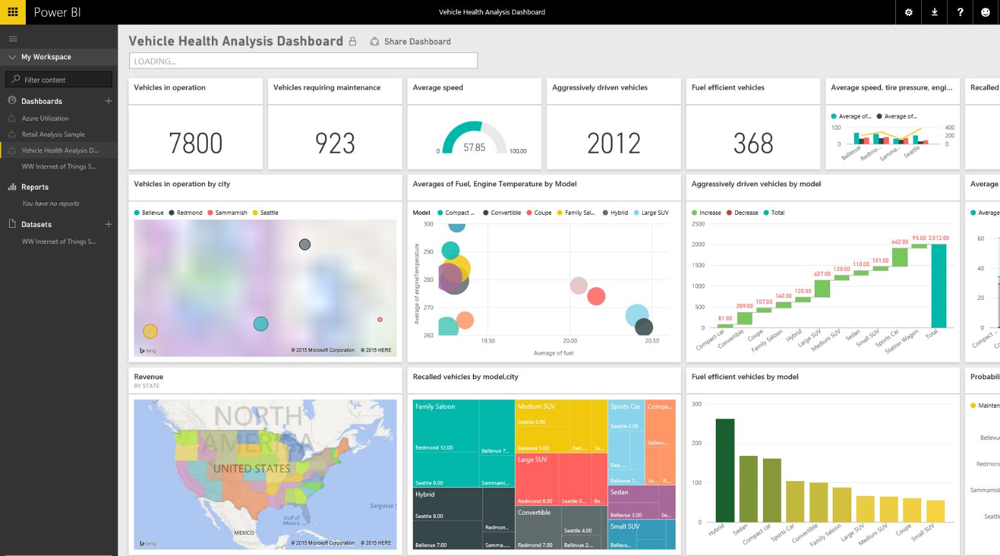 Power BI
Vehicle Health Analysis Dashboard
?
My Workspace
Filter content
Dashboards
Azure Utilization
Retail Analysis Sample
Vehicle Health Analysis D...
WW Internet of Things S...
Reports
You have no reports
Datasets
WW Internet of Things S...
Vehicle Health Analysis Dashboard
Share Dashboard
LOADING...
Vehicles in operation
7800
Vehicles requiring maintenance
923
Average speed
57.85
0
100.00
Aggressively driven vehicles
2012
Fuel efficient vehicles
368
Average speed, tire pressure, engi...
Average of... Average of...
100
0
400
200
0
Bellevue
Redmo...
Samma...
Seattle
Recalled
Vehicles in operation by city
Bellevue Redmond Sammamish Seattle
bing
© 2015 Microsoft Corporation © 2015 HERE
Averages of Fuel, Engine Temperature by Model
Model Compact ... Convertible Coupe Family Sal... Hybrid Large SUV
Average of engineTemperature
300
290
280
270
260
19.50 20.00 20.50
Average of fuel
Aggressively driven vehicles by model
Increase Decrease Total
2500
2000
1500
1000
500
0
81.00
289.00
107.00
140.00
120.00
407.00
120.00
110.00
101.00
442.00
95.00
2,012.00
Compact car
Convertible
Coupe
Family Saloon
Hybrid
Large SUV
Medium SUV
Sedan
Small SUV
Sports Car
Station Wagon
Total
Average
Average
60
40
20
0
Compact ...
Revenue
BY STATE
NORTH
AMERICA
UNITED STATES
Sargasso S
Gulf of
Mexico
MEXICO
bing
© 2015 Microsoft Corporation © 2015 HERE
Recalled vehicles by model,city
Family Saloon
Redmond 12.00
Bellevue 7...
Seattle 8.00
Sammami...
Hybrid
Seattle 8.00
Redmon...
Bellevue 7.00
Samma...
Medium SUV
Seattle 5.00
Bellevue 5.00
Red...
Sa...
Large SUV
Redmond 8.00
Seattle 6...
Be...
Convertible
Seattle 4.00
Redmond 7.00
Bellevue 2...
Sports Car
Seattle 4.00
Red...
Bellevue 2...
Compa...
Bellevu...
Se...
R...
Sedan
Bellevue 3.00
Se...
Small SUV
Bellevu...
Fuel efficient vehicles by model
300
200
100
0
Hybrid
Sedan
Compact car
Sports Car
Convertible
Family Saloon
Large SUV
Medium SUV
Coupe
Small SUV
Probabili
Mainten
Bellevu
Redmond
Sammamish
Seattl